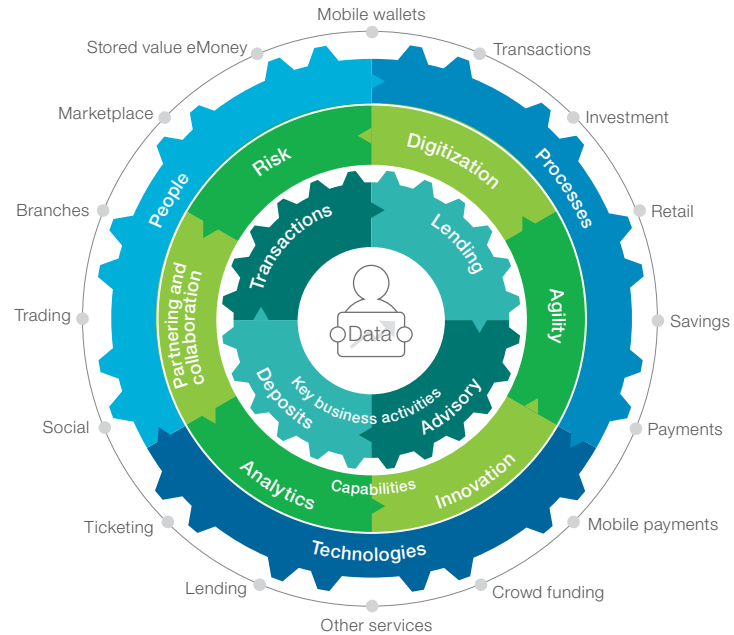 Mobile wallets
Stored value eMoney
Transactions
Marketplace
Investment
Branches
Retail
Trading
Savings
Social
Payments
Ticketing
Mobile payments
Lending
Crowd funding
Other services
People
Processes
Technologies
Risk
Digitization
Agility
Innovation
Capabilities
Analytics
Partnering and
collaboration
Transactions
Lending
Advisory
Key business activities
Deposits
Data